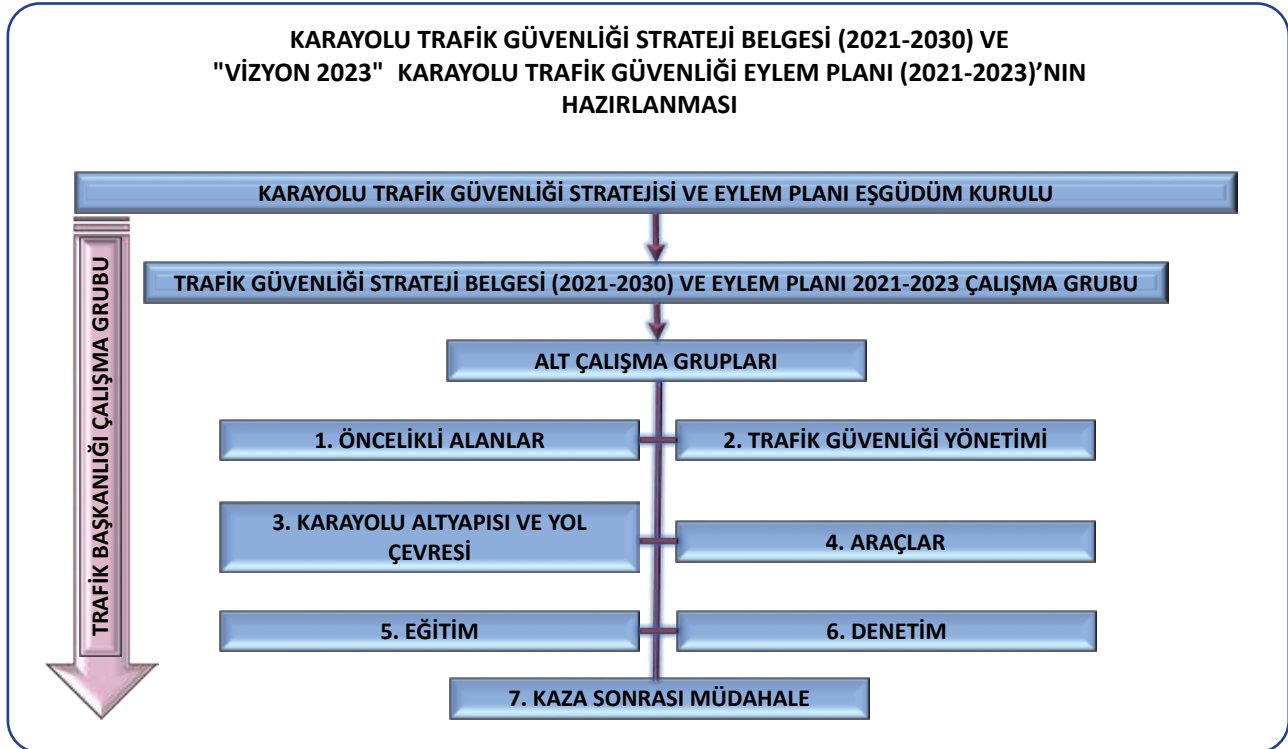 KARAYOLU TRAFİK GÜVENLİĞİ STRATEJİ BELGESİ (2021-2030) VE
"VİZYON 2023" KARAYOLU TRAFİK GÜVENLİĞİ EYLEM PLANI (2021-2023)’NIN
HAZIRLANMASI
KARAYOLU TRAFİK GÜVENLİĞİ STRATEJİSİ VE EYLEM PLANI EŞGÜDÜM KURULU
TRAFİK BAŞKANLIĞI ÇALIŞMA GRUBU
TRAFİK GÜVENLİĞİ STRATEJİ BELGESİ (2021-2030) VE EYLEM PLANI 2021-2023 ÇALIŞMA GRUBU
ALT ÇALIŞMA GRUPLARI
1. ÖNCELİKLİ ALANLAR
2. TRAFİK GÜVENLİĞİ YÖNETİMİ
3. KARAYOLU ALTYAPISI VE YOL
ÇEVRESİ
4. ARAÇLAR
5. EĞİTİM
6. DENETİM
7. KAZA SONRASI MÜDAHALE